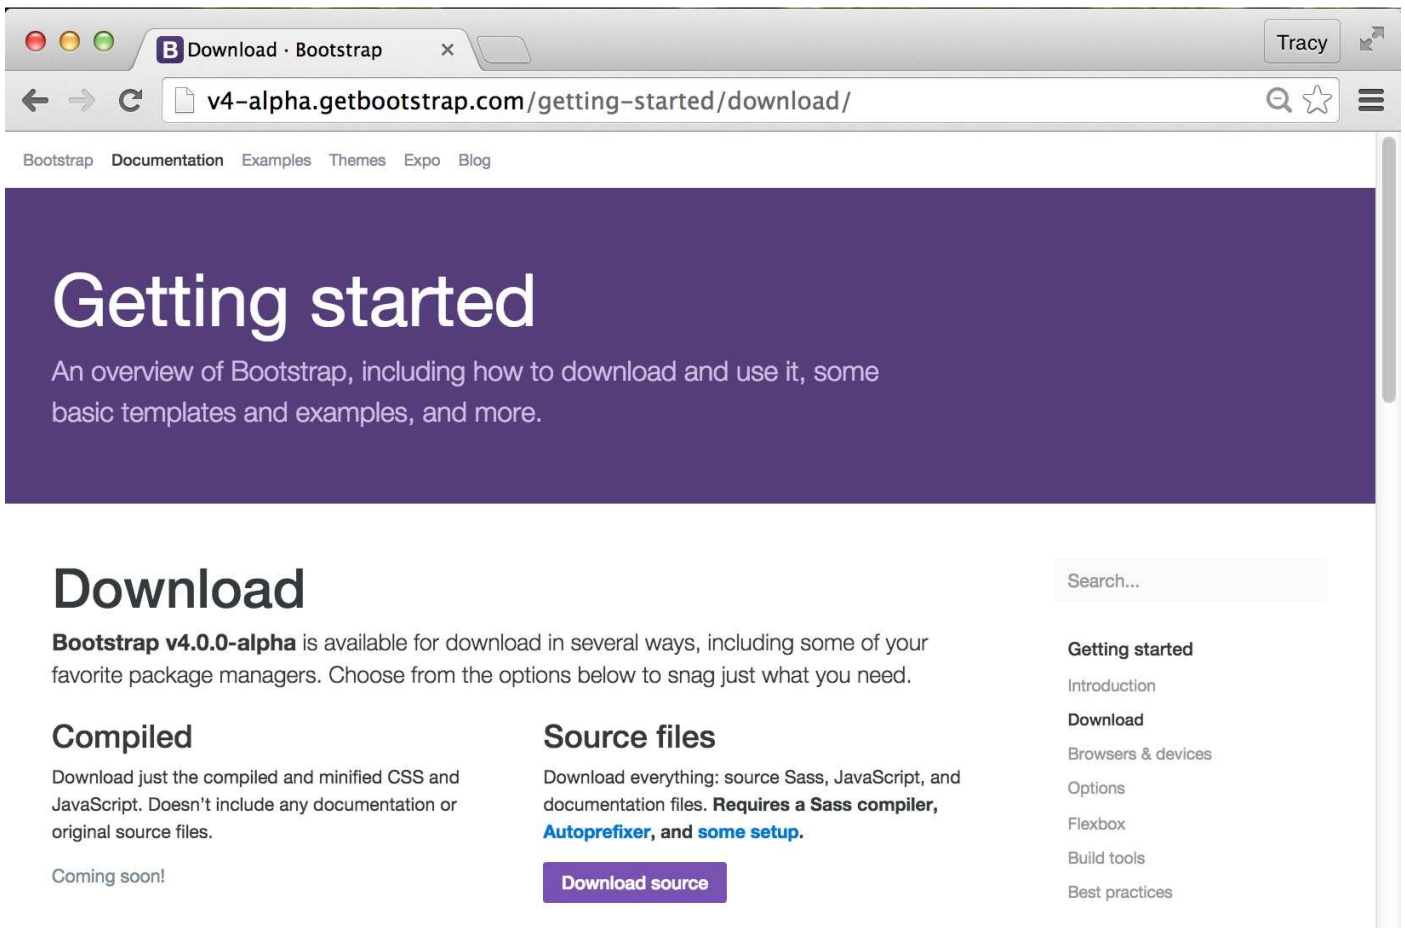 B Download · Bootstrap ×
Tracy
v4-alpha.getbootstrap.com/getting-started/download/
Bootstrap Documentation Examples Themes Expo Blog
Getting started
An overview of Bootstrap, including how to download and use it, some
basic templates and examples, and more.
Download
Bootstrap v4.0.0-alpha is available for download in several ways, including some of your
favorite package managers. Choose from the options below to snag just what you need.
Compiled
Download just the compiled and minified CSS and
JavaScript. Doesn't include any documentation or
original source files.
Coming soon!
Source files
Download everything: source Sass, JavaScript, and
documentation files. Requires a Sass compiler,
Autoprefixer, and some setup.
Download source
Search...
Getting started
Introduction
Download
Browsers & devices
Options
Flexbox
Build tools
Best practices